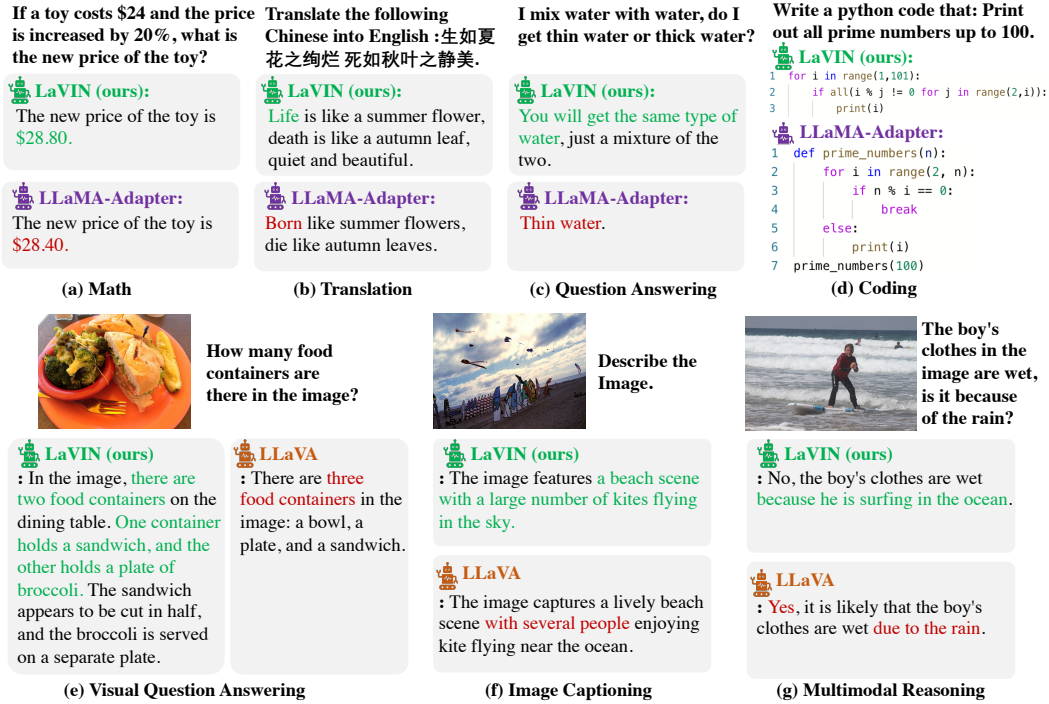 If a toy costs $24 and the price
is increased by 20%, what is
the new price of the toy?
LaVIN (ours):
The new price of the toy is
$28.80.
LLaMA-Adapter:
The new price of the toy is
$28.40.
(a) Math
Translate the following
Chinese into English :生如夏
花之绚烂 死如秋叶之静美.
LaVIN (ours):
Life is like a summer flower,
death is like a autumn leaf,
quiet and beautiful.
LLaMA-Adapter:
Born like summer flowers,
die like autumn leaves.
(b) Translation
I mix water with water, do I
get thin water or thick water?
LaVIN (ours):
You will get the same type of
water, just a mixture of the
two.
LLaMA-Adapter:
Thin water.
(c) Question Answering
Write a python code that: Print
out all prime numbers up to 100.
LaVIN (ours):
1 for i in range(1,101):
2 if all(i % j != 0 for j in range(2,i)):
3 print(i)
LLaMA-Adapter:
1 def prime_numbers(n):
2 for i in range(2, n):
3 if n % i == 0:
4 break
5 else:
6 print(i)
7 prime_numbers(100)
(d) Coding
How many food
containers are
there in the image?
LaVIN (ours)
: In the image, there are
two food containers on the
dining table. One container
holds a sandwich, and the
other holds a plate of
broccoli. The sandwich
appears to be cut in half,
and the broccoli is served
on a separate plate.
LLaVA
: There are three
food containers in the
image: a bowl, a
plate, and a sandwich.
(e) Visual Question Answering
Describe the
Image.
LaVIN (ours)
: The image features a beach scene
with a large number of kites flying
in the sky.
LLaVA
: The image captures a lively beach
scene with several people enjoying
kite flying near the ocean.
(f) Image Captioning
The boy's
clothes in the
image are wet,
is it because
of the rain?
LaVIN (ours)
: No, the boy's clothes are wet
because he is surfing in the ocean.
LLaVA
: Yes, it is likely that the boy's
clothes are wet due to the rain.
(g) Multimodal Reasoning